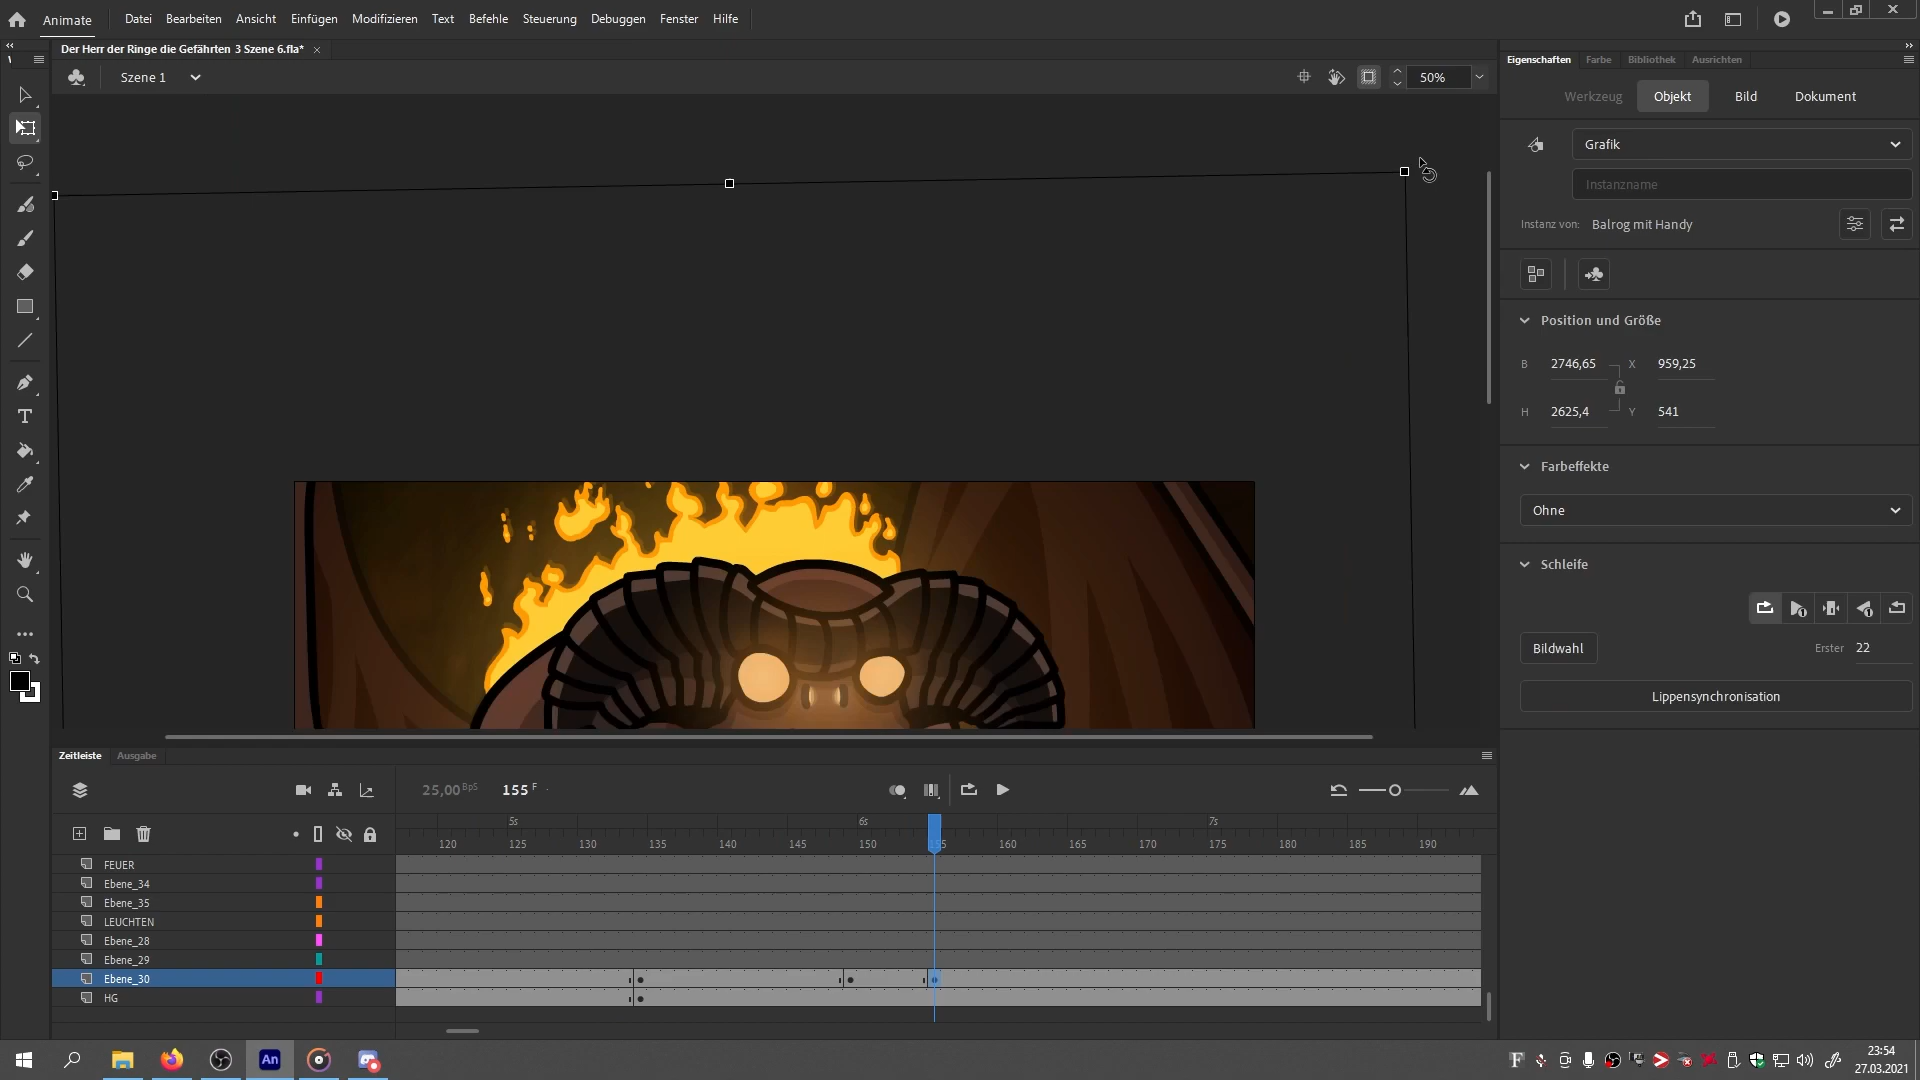 Animate
Datei
Bearbeiten
Ansicht
Einfügen
Modifizieren
Text
Befehle
Steuerung
Debuggen
Fenster
Hilfe
Der Herr der Ringe die Gefährten 3 Szene 6.fla*
Szene 1
50%
Eigenschaften
Farbe
Bibliothek
Ausrichten
Werkzeug
Objekt
Bild
Dokument
Grafik
Instanzname
Instanz von: Balrog mit Handy
Position und Größe
B 2746,65 X 959,25
H 2625,4 Y 541
Farbeffekte
Ohne
Schleife
Bildwahl
Erster 22
Lippensynchronisation
Zeitleiste
Ausgabe
25,00 BpS
155 F
5s 6s 7s
120 125 130 135 140 145 150 155 160 165 170 175 180 185 190
FEUER
Ebene_34
Ebene_35
LEUCHTEN
Ebene_28
Ebene_29
Ebene_30
HG
An
23:54
27.03.2021